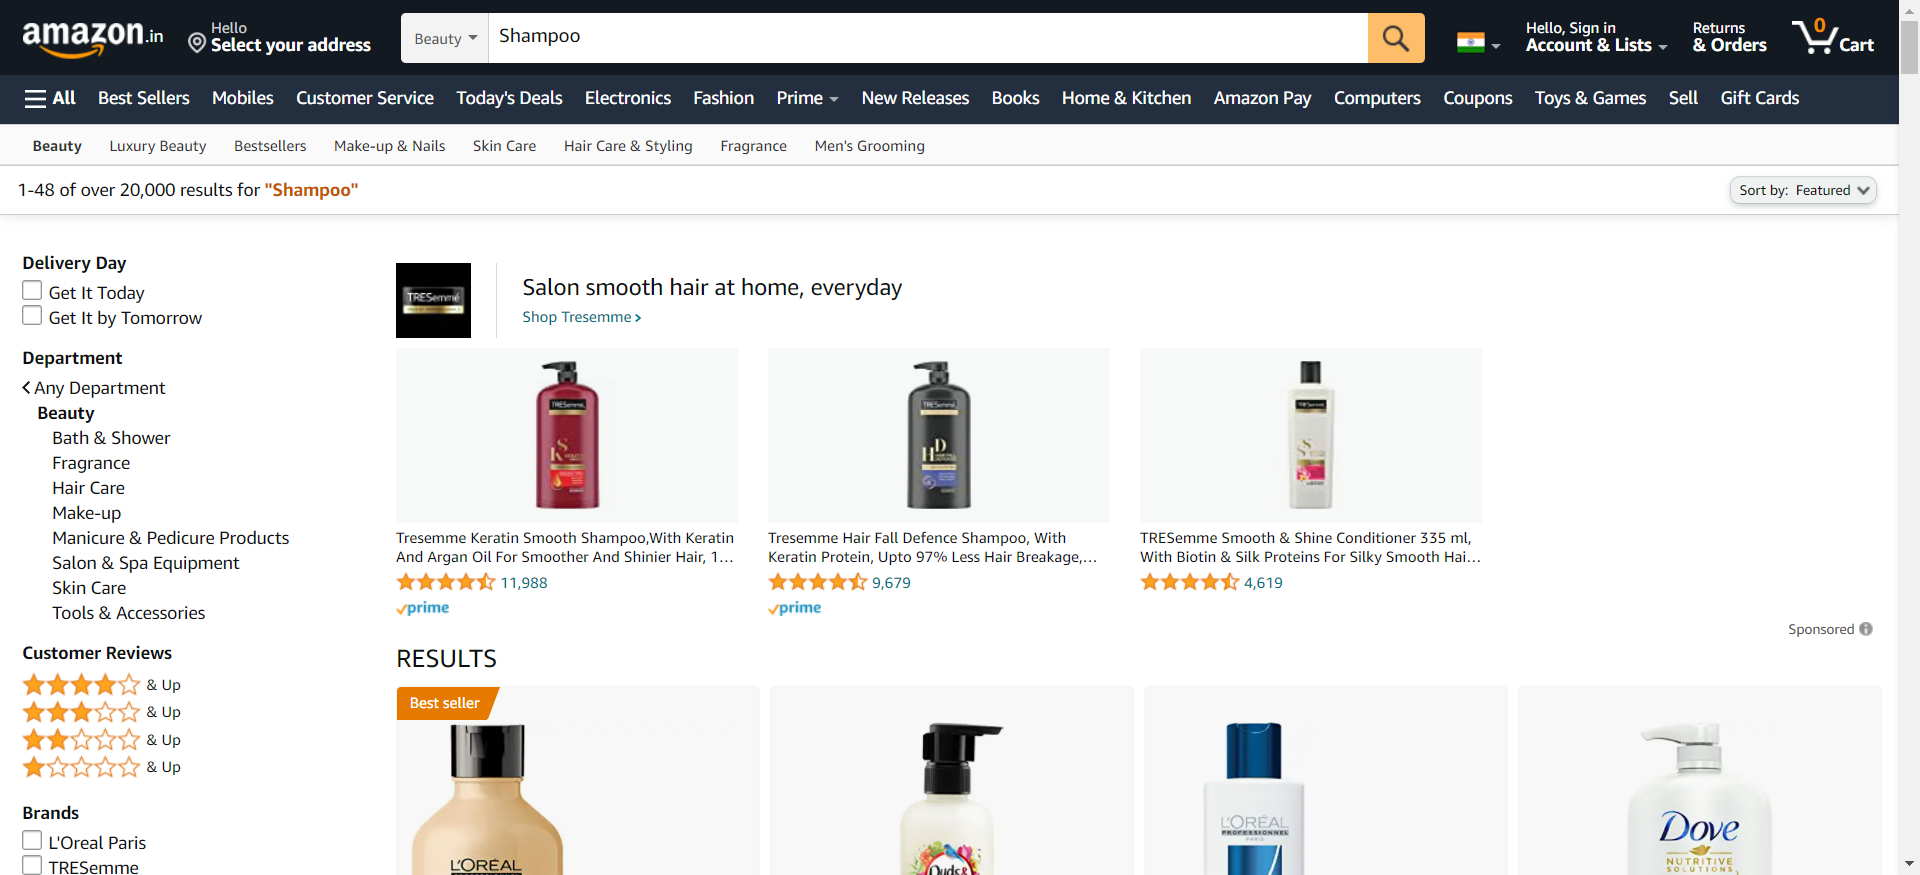 amazon.in
Hello
Select your address
Beauty
Shampoo
Hello, Sign in
Account & Lists
Returns
& Orders
0
Cart
All
Best Sellers
Mobiles
Customer Service
Today's Deals
Electronics
Fashion
Prime
New Releases
Books
Home & Kitchen
Amazon Pay
Computers
Coupons
Toys & Games
Sell
Gift Cards
Beauty
Luxury Beauty
Bestsellers
Make-up & Nails
Skin Care
Hair Care & Styling
Fragrance
Men's Grooming
1-48 of over 20,000 results for "Shampoo"
Sort by: Featured
Delivery Day
Get It Today
Get It by Tomorrow
Department
Any Department
Beauty
Bath & Shower
Fragrance
Hair Care
Make-up
Manicure & Pedicure Products
Salon & Spa Equipment
Skin Care
Tools & Accessories
Customer Reviews
& Up
& Up
& Up
& Up
Brands
L'Oreal Paris
TRESemme
TRESemmé
Salon smooth hair at home, everyday
Shop Tresemme
TRESemmé
KS
TRESemmé
HD
TRESemmé
SS
Tresemme Keratin Smooth Shampoo,With Keratin
And Argan Oil For Smoother And Shinier Hair, 1...
11,988
prime
Tresemme Hair Fall Defence Shampoo, With
Keratin Protein, Upto 97% Less Hair Breakage,...
9,679
prime
TRESemme Smooth & Shine Conditioner 335 ml,
With Biotin & Silk Proteins For Silky Smooth Hai...
4,619
Sponsored
RESULTS
Best seller
L'ORÉAL
Buds&
L'ORÉAL
PROFESSIONNEL
PARIS
Dove
NUTRITIVE
SOLUTIONS